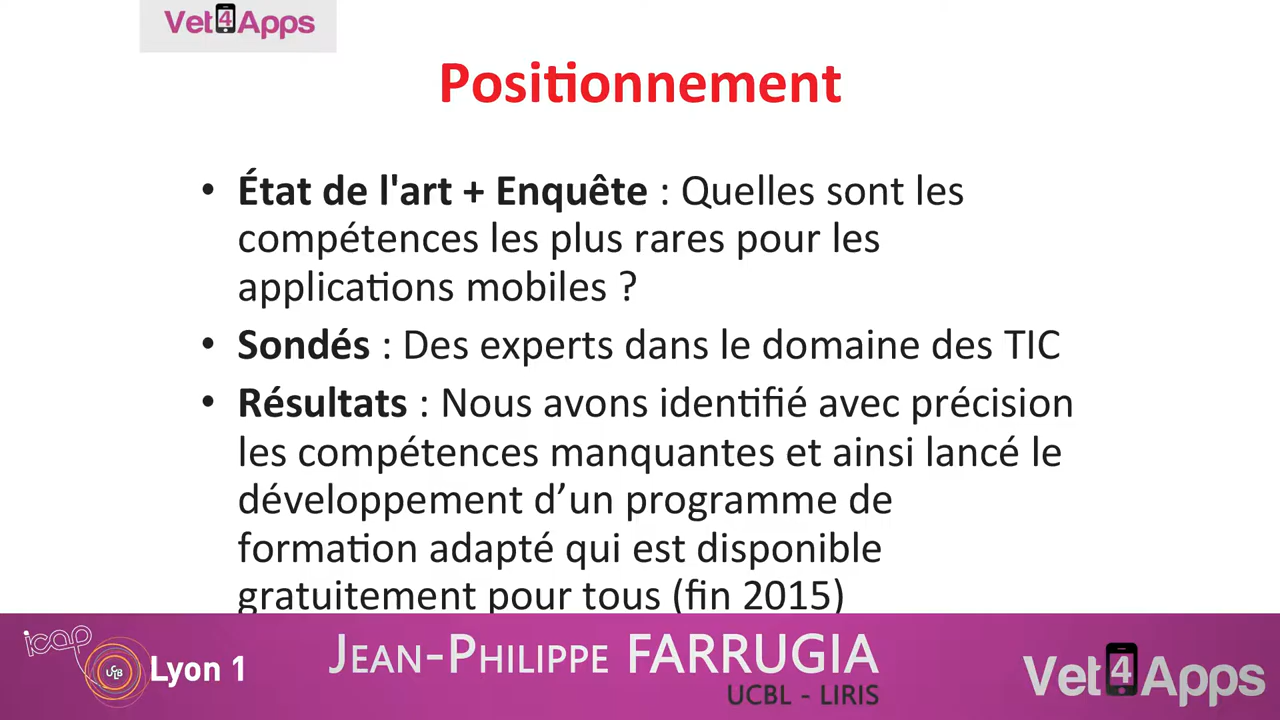 Vet4Apps
Positionnement
• État de l'art + Enquête : Quelles sont les
compétences les plus rares pour les
applications mobiles ?
• Sondés : Des experts dans le domaine des TIC
• Résultats : Nous avons identifié avec précision
les compétences manquantes et ainsi lancé le
développement d’un programme de
formation adapté qui est disponible
gratuitement pour tous (fin 2015)
icap
UCBL
Lyon 1
JEAN-PHILIPPE FARRUGIA
UCBL - LIRIS
Vet4Apps